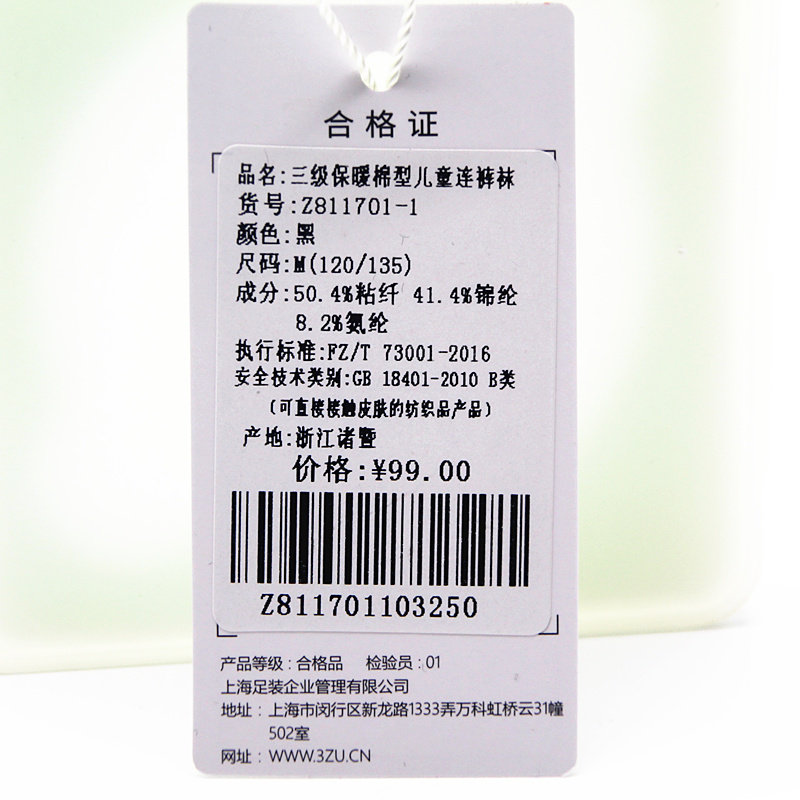 合格证
品名:三级保暖棉型儿童连裤袜
货号:Z811701-1
颜色:黑
尺码:M(120/135)
成分:50.4%粘纤 41.4%锦纶
8.2%氨纶
执行标准:FZ/T 73001-2016
安全技术类别:GB 18401-2010 B类
(可直接接触皮肤的纺织品产品)
产地:浙江诸暨
价格:¥99.00
Z811701103250
产品等级:合格品 检验员:01
上海足装企业管理有限公司
地址:上海市闵行区新龙路1333弄万科虹桥云31幢
502室
网址:WWW.3ZU.CN